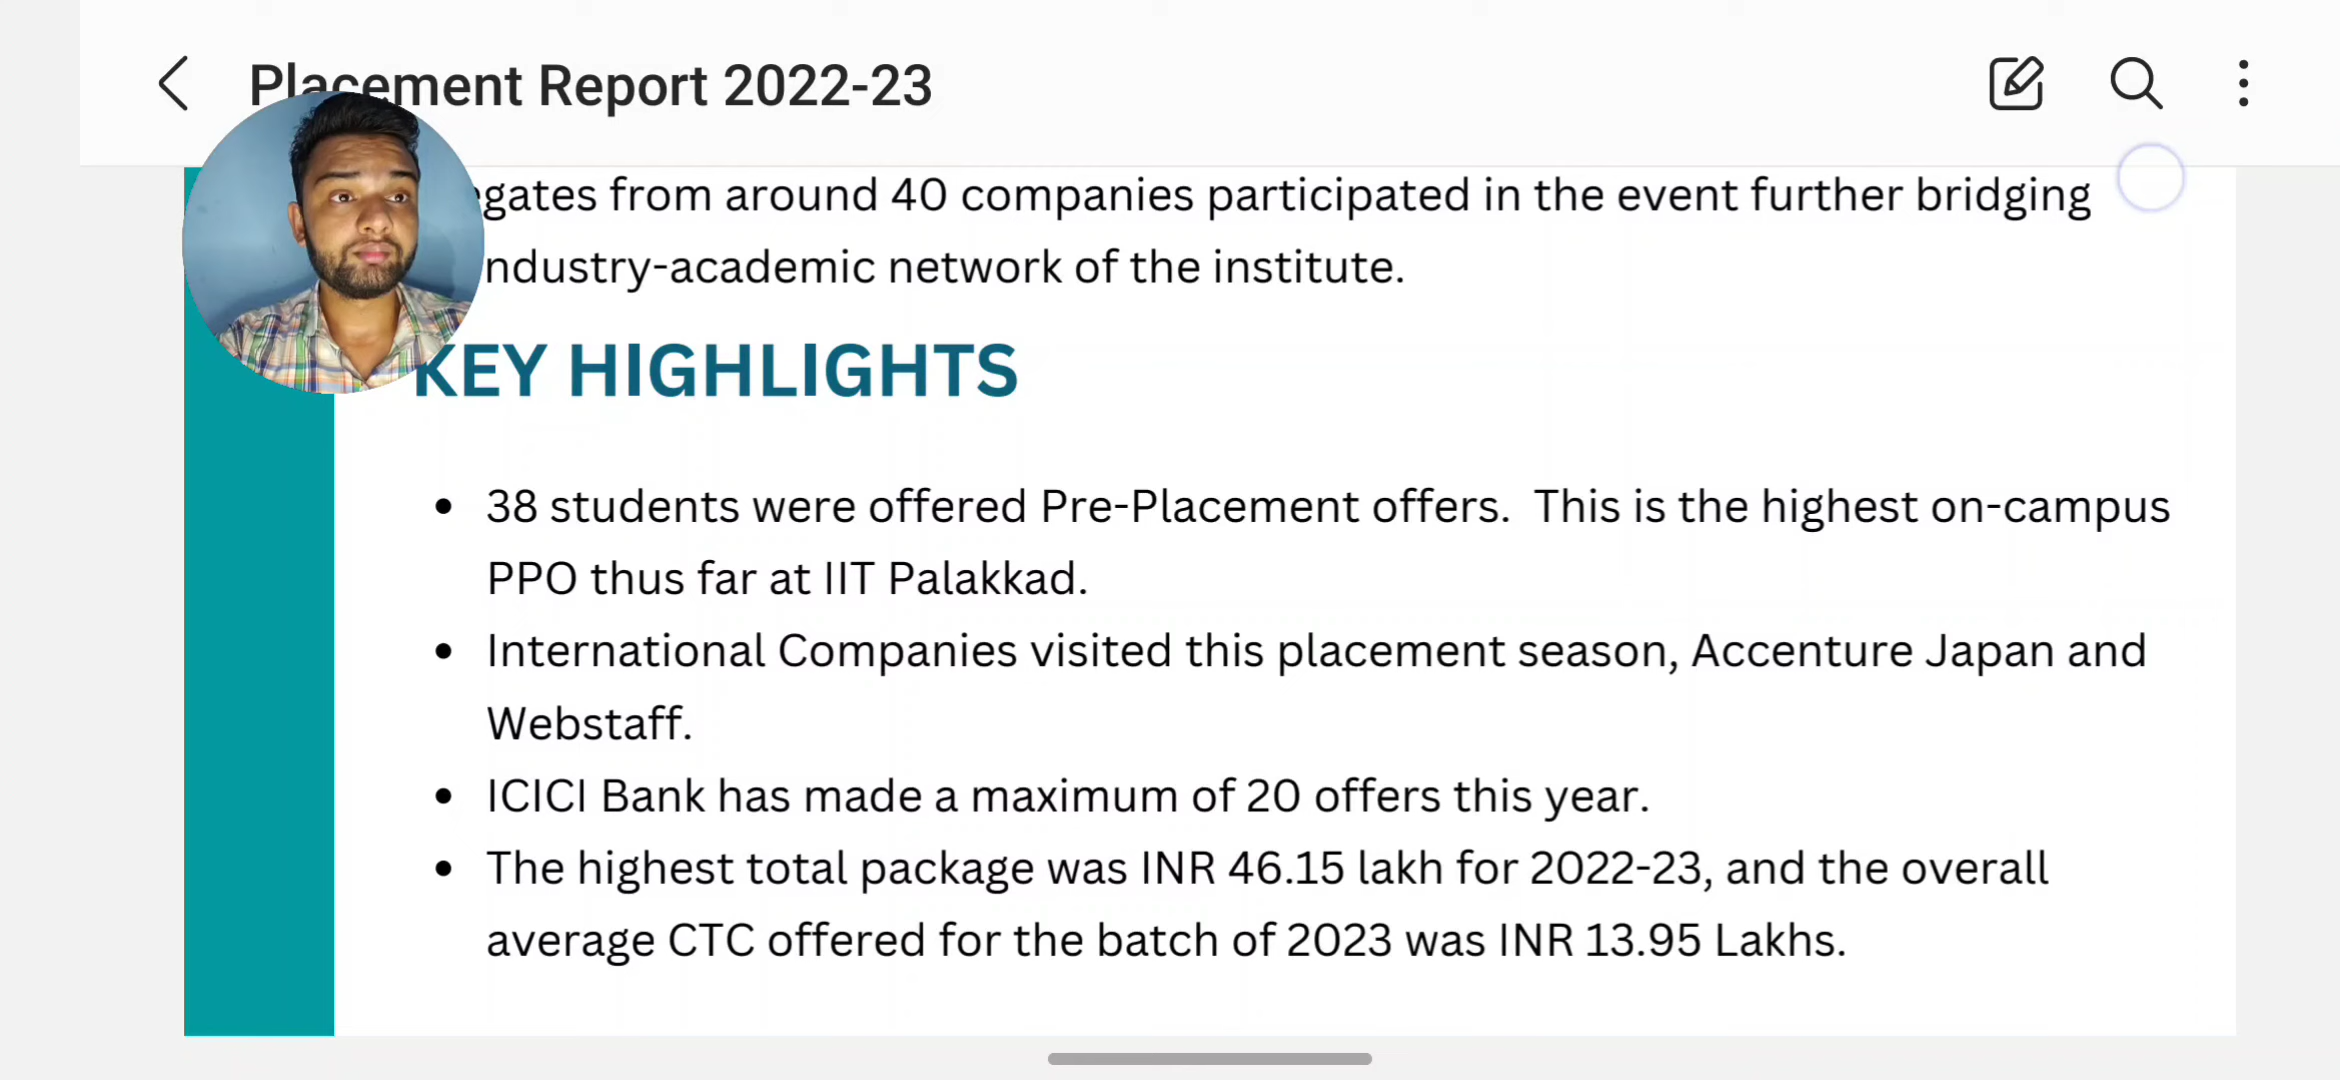 Placement Report 2022-23
from around 40 companies participated in the event further bridging
network of the institute.
KEY HIGHLIGHTS
• 38 students were offered Pre-Placement offers. This is the highest on-campus
PPO thus far at IIT Palakkad.
• International Companies visited this placement season, Accenture Japan and
Webstaff.
• ICICI Bank has made a maximum of 20 offers this year.
• The highest total package was INR 46.15 lakh for 2022-23, and the overall
average CTC offered for the batch of 2023 was INR 13.95 Lakhs.